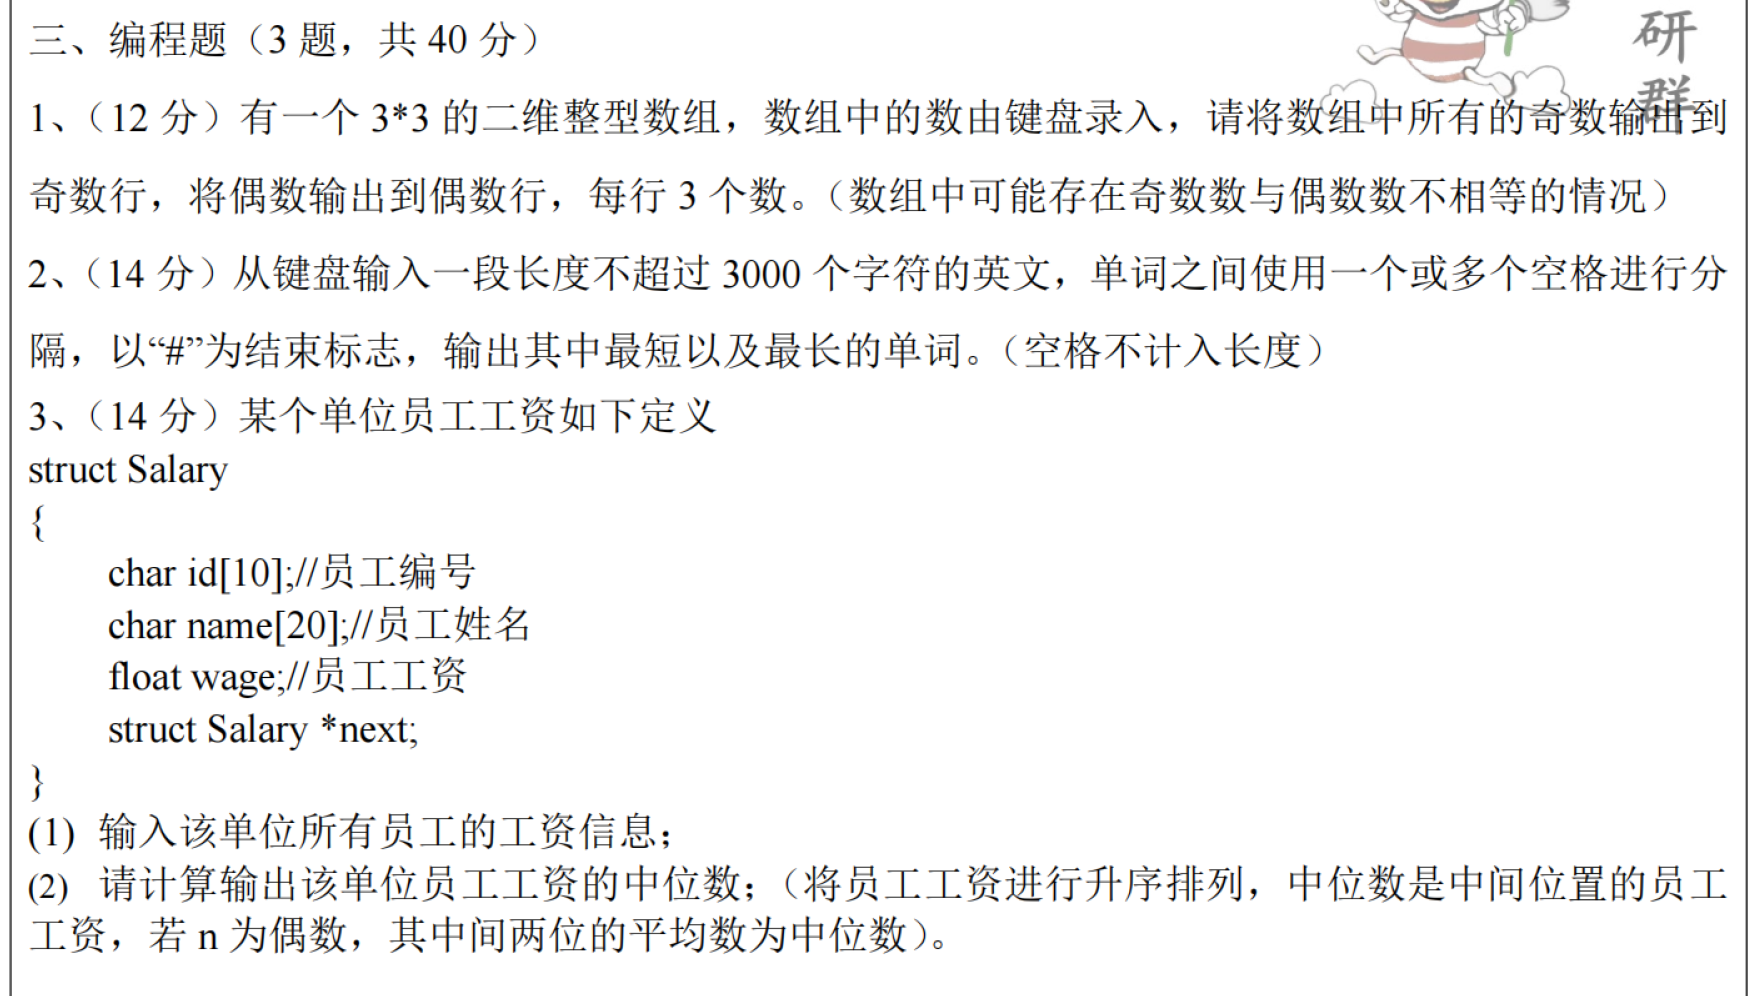 研
群
三、编程题（3 题，共 40 分）
1、（12 分）有一个 3*3 的二维整型数组，数组中的数由键盘录入，请将数组中所有的奇数输出到
奇数行，将偶数输出到偶数行，每行 3 个数。（数组中可能存在奇数数与偶数数不相等的情况）
2、（14 分）从键盘输入一段长度不超过 3000 个字符的英文，单词之间使用一个或多个空格进行分
隔，以“#”为结束标志，输出其中最短以及最长的单词。（空格不计入长度）
3、（14 分）某个单位员工工资如下定义
struct Salary
{
char id[10];//员工编号
char name[20];//员工姓名
float wage;//员工工资
struct Salary *next;
}
(1) 输入该单位所有员工的工资信息；
(2) 请计算输出该单位员工工资的中位数；（将员工工资进行升序排列，中位数是中间位置的员工
工资，若 n 为偶数，其中间两位的平均数为中位数）。